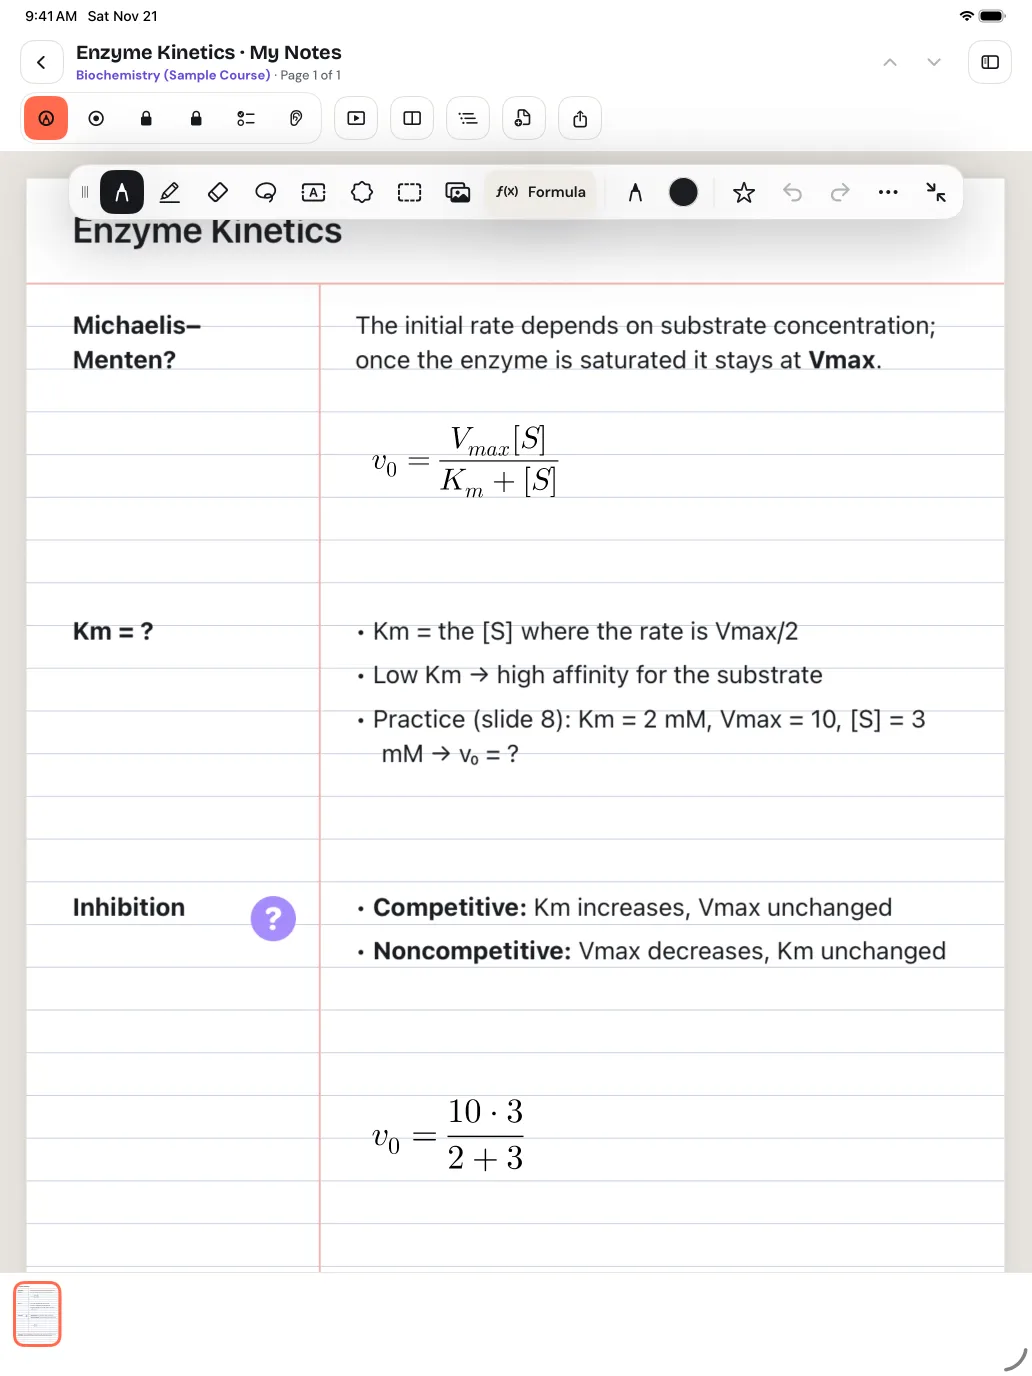 9:41 AM Sat Nov 21
Enzyme Kinetics · My Notes
Biochemistry (Sample Course) · Page 1 of 1
A
f(x) Formula
Enzyme Kinetics
Michaelis–
Menten?
The initial rate depends on substrate concentration;
once the enzyme is saturated it stays at Vmax.
v₀ = V_max[S] / (K_m + [S])
Km = ?
• Km = the [S] where the rate is Vmax/2
• Low Km → high affinity for the substrate
• Practice (slide 8): Km = 2 mM, Vmax = 10, [S] = 3
mM → v₀ = ?
Inhibition
?
• Competitive: Km increases, Vmax unchanged
• Noncompetitive: Vmax decreases, Km unchanged
v₀ = (10 · 3) / (2 + 3)